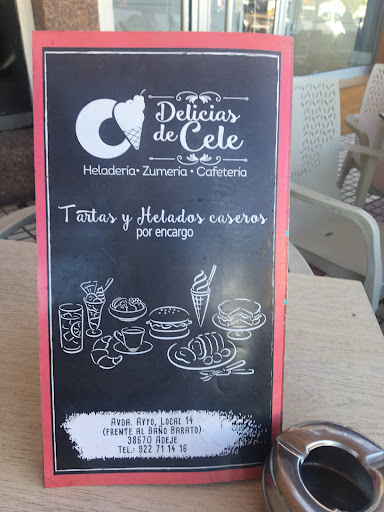 Delicias
de Cele
Heladería • Zumería • Cafetería
Tartas y Helados caseros
por encargo
Avda. Ayyo, Local 14
(frente al Baño Barato)
38670 Adeje
Tel.: 922 71 14 16